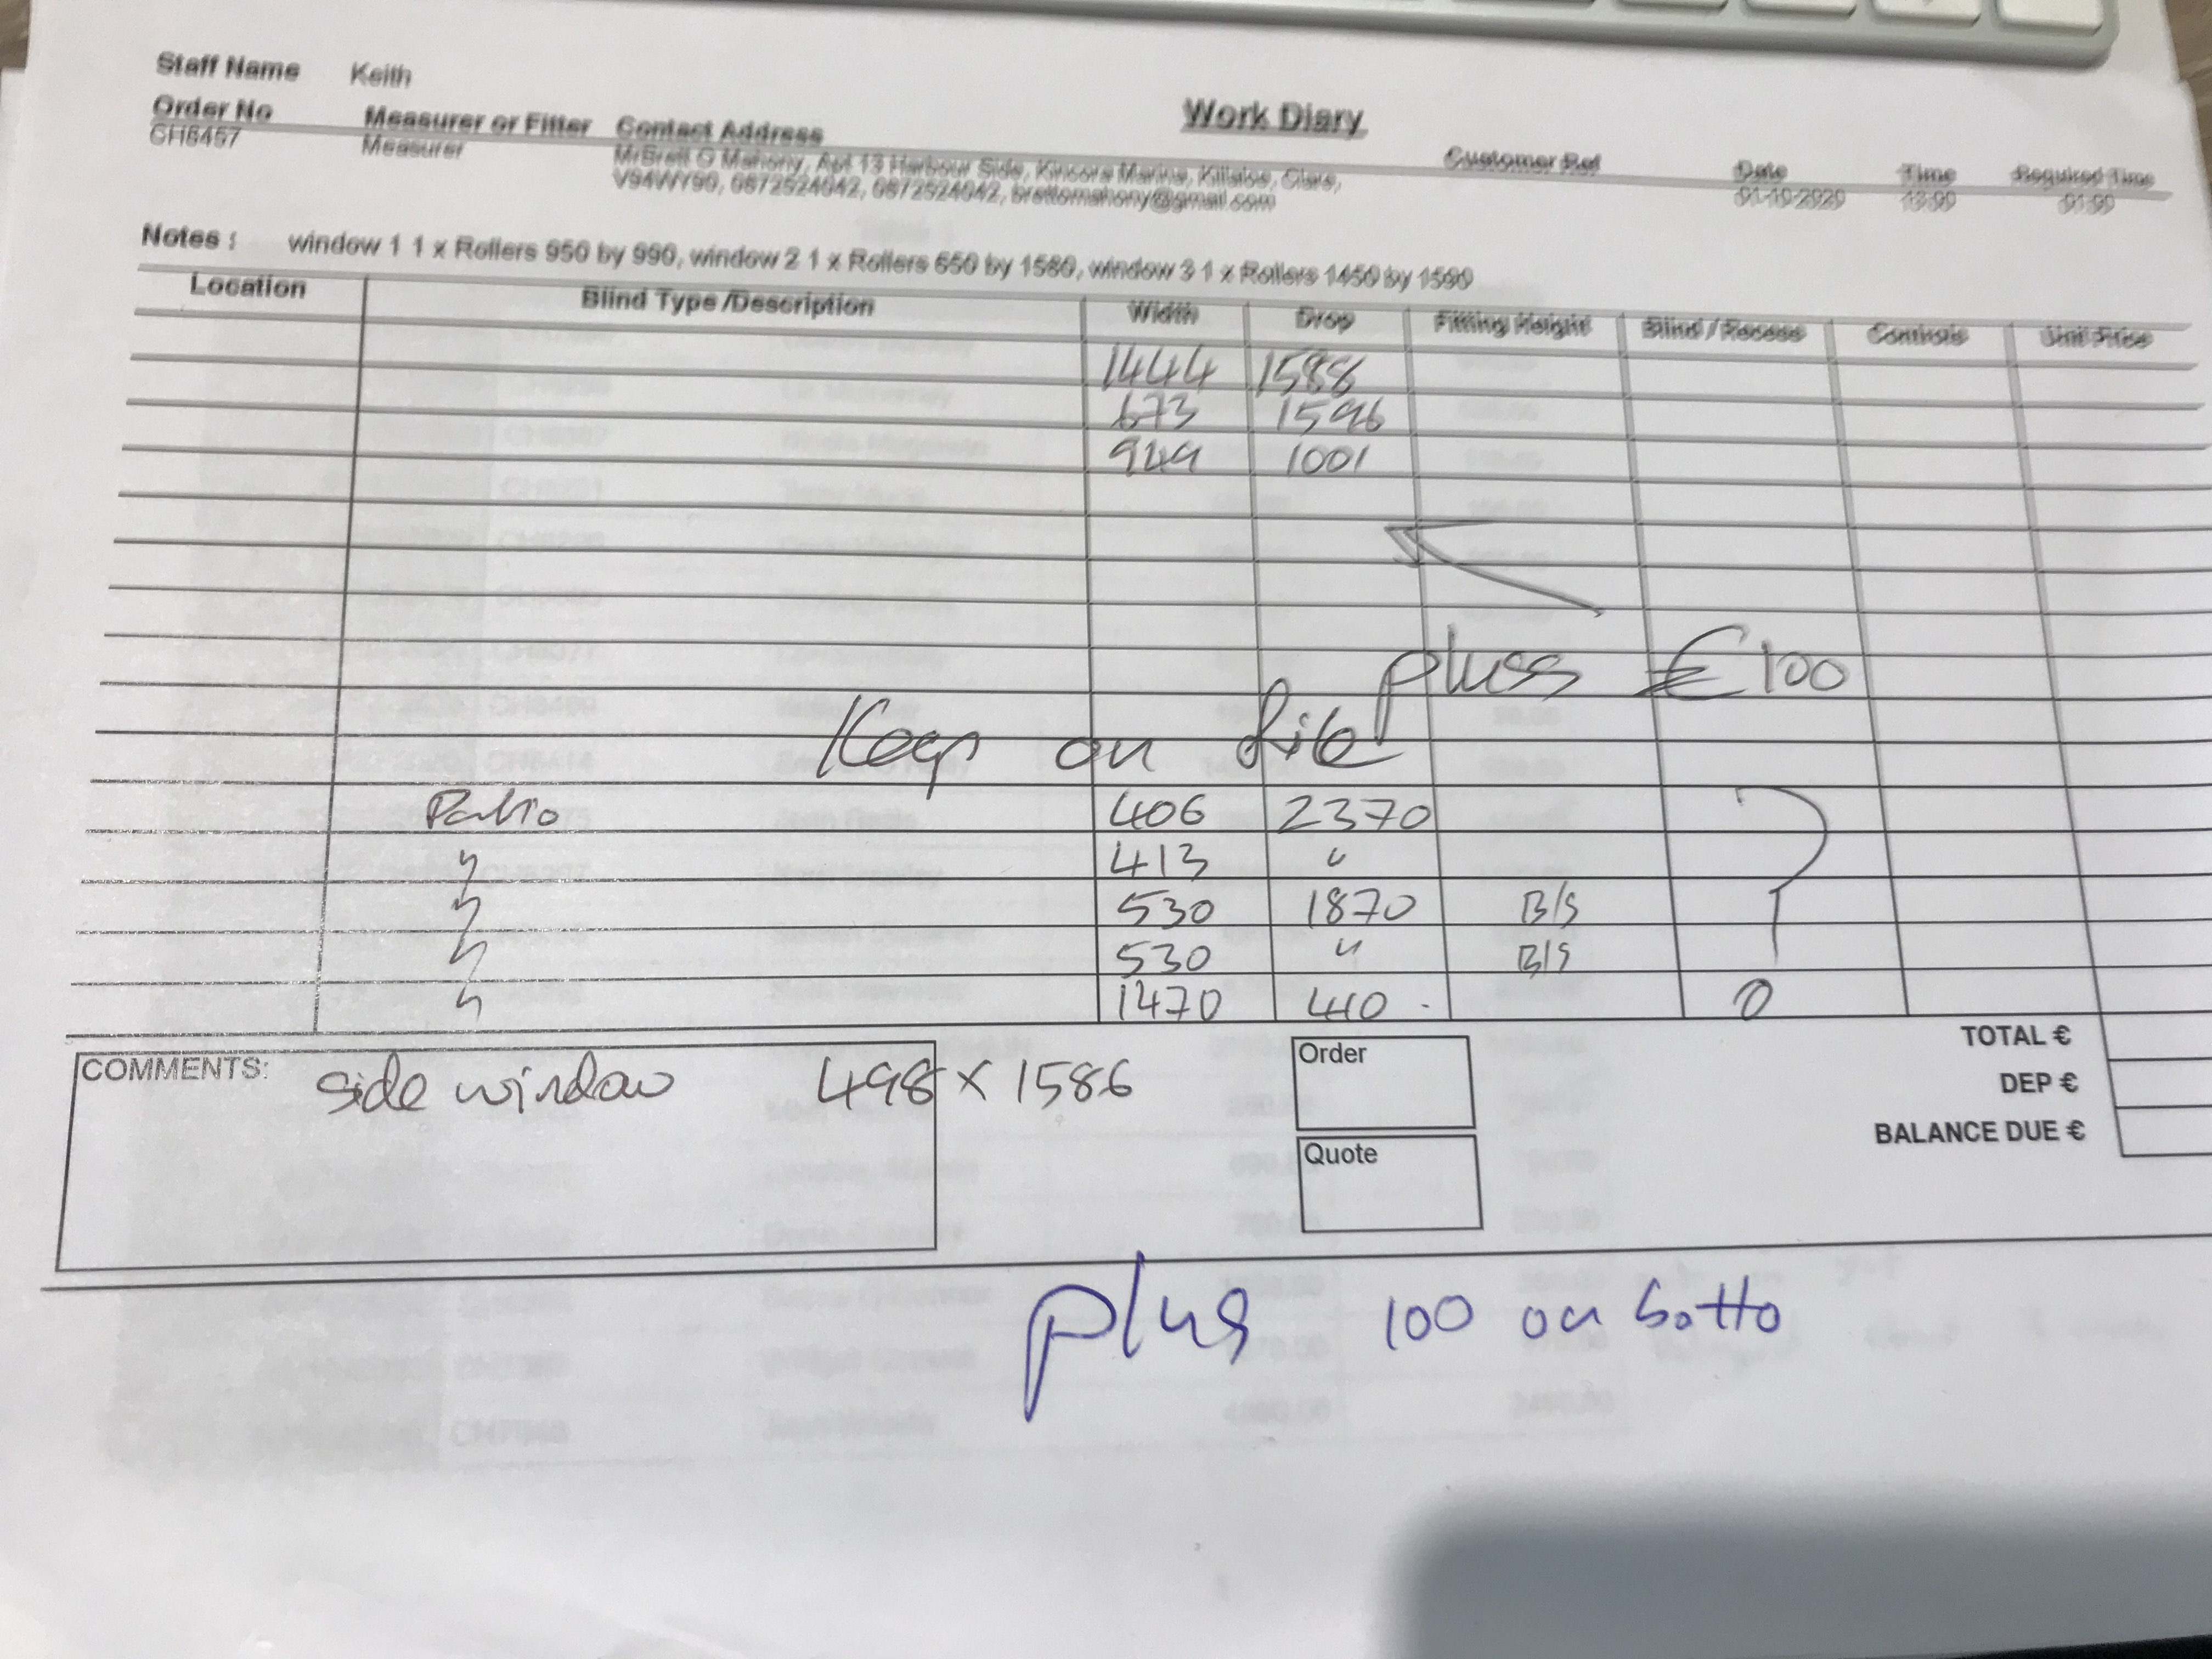 Staff Name Keith
Work Diary
Order No Measurer or Fitter Contact Address Customer Ref Date Time Required Time
CH8457 Measurer Mr Brett O Mahony, Apt 13 Harbour Side, Kincora Marina, Killaloe, Clare, 01-10-2020 13:00 01:00
V94WY90, 0872524042, 0872524042, brettomahony@gmail.com
Notes : window 1 1 x Rollers 950 by 990, window 2 1 x Rollers 650 by 1580, window 3 1 x Rollers 1450 by 1590
Location Blind Type /Description Width Drop Fitting Height Blind / Recess Controls Unit Price
1444 1588
673 1596
949 1001
pluss €100
Keep on file
Patio 406 2370 ?
" 413 "
" 530 1870 B/S
" 530 " B/S
" 1470 410
COMMENTS: side window 498 x 1586
Order
Quote
TOTAL €
DEP €
BALANCE DUE €
plus 100 on botto